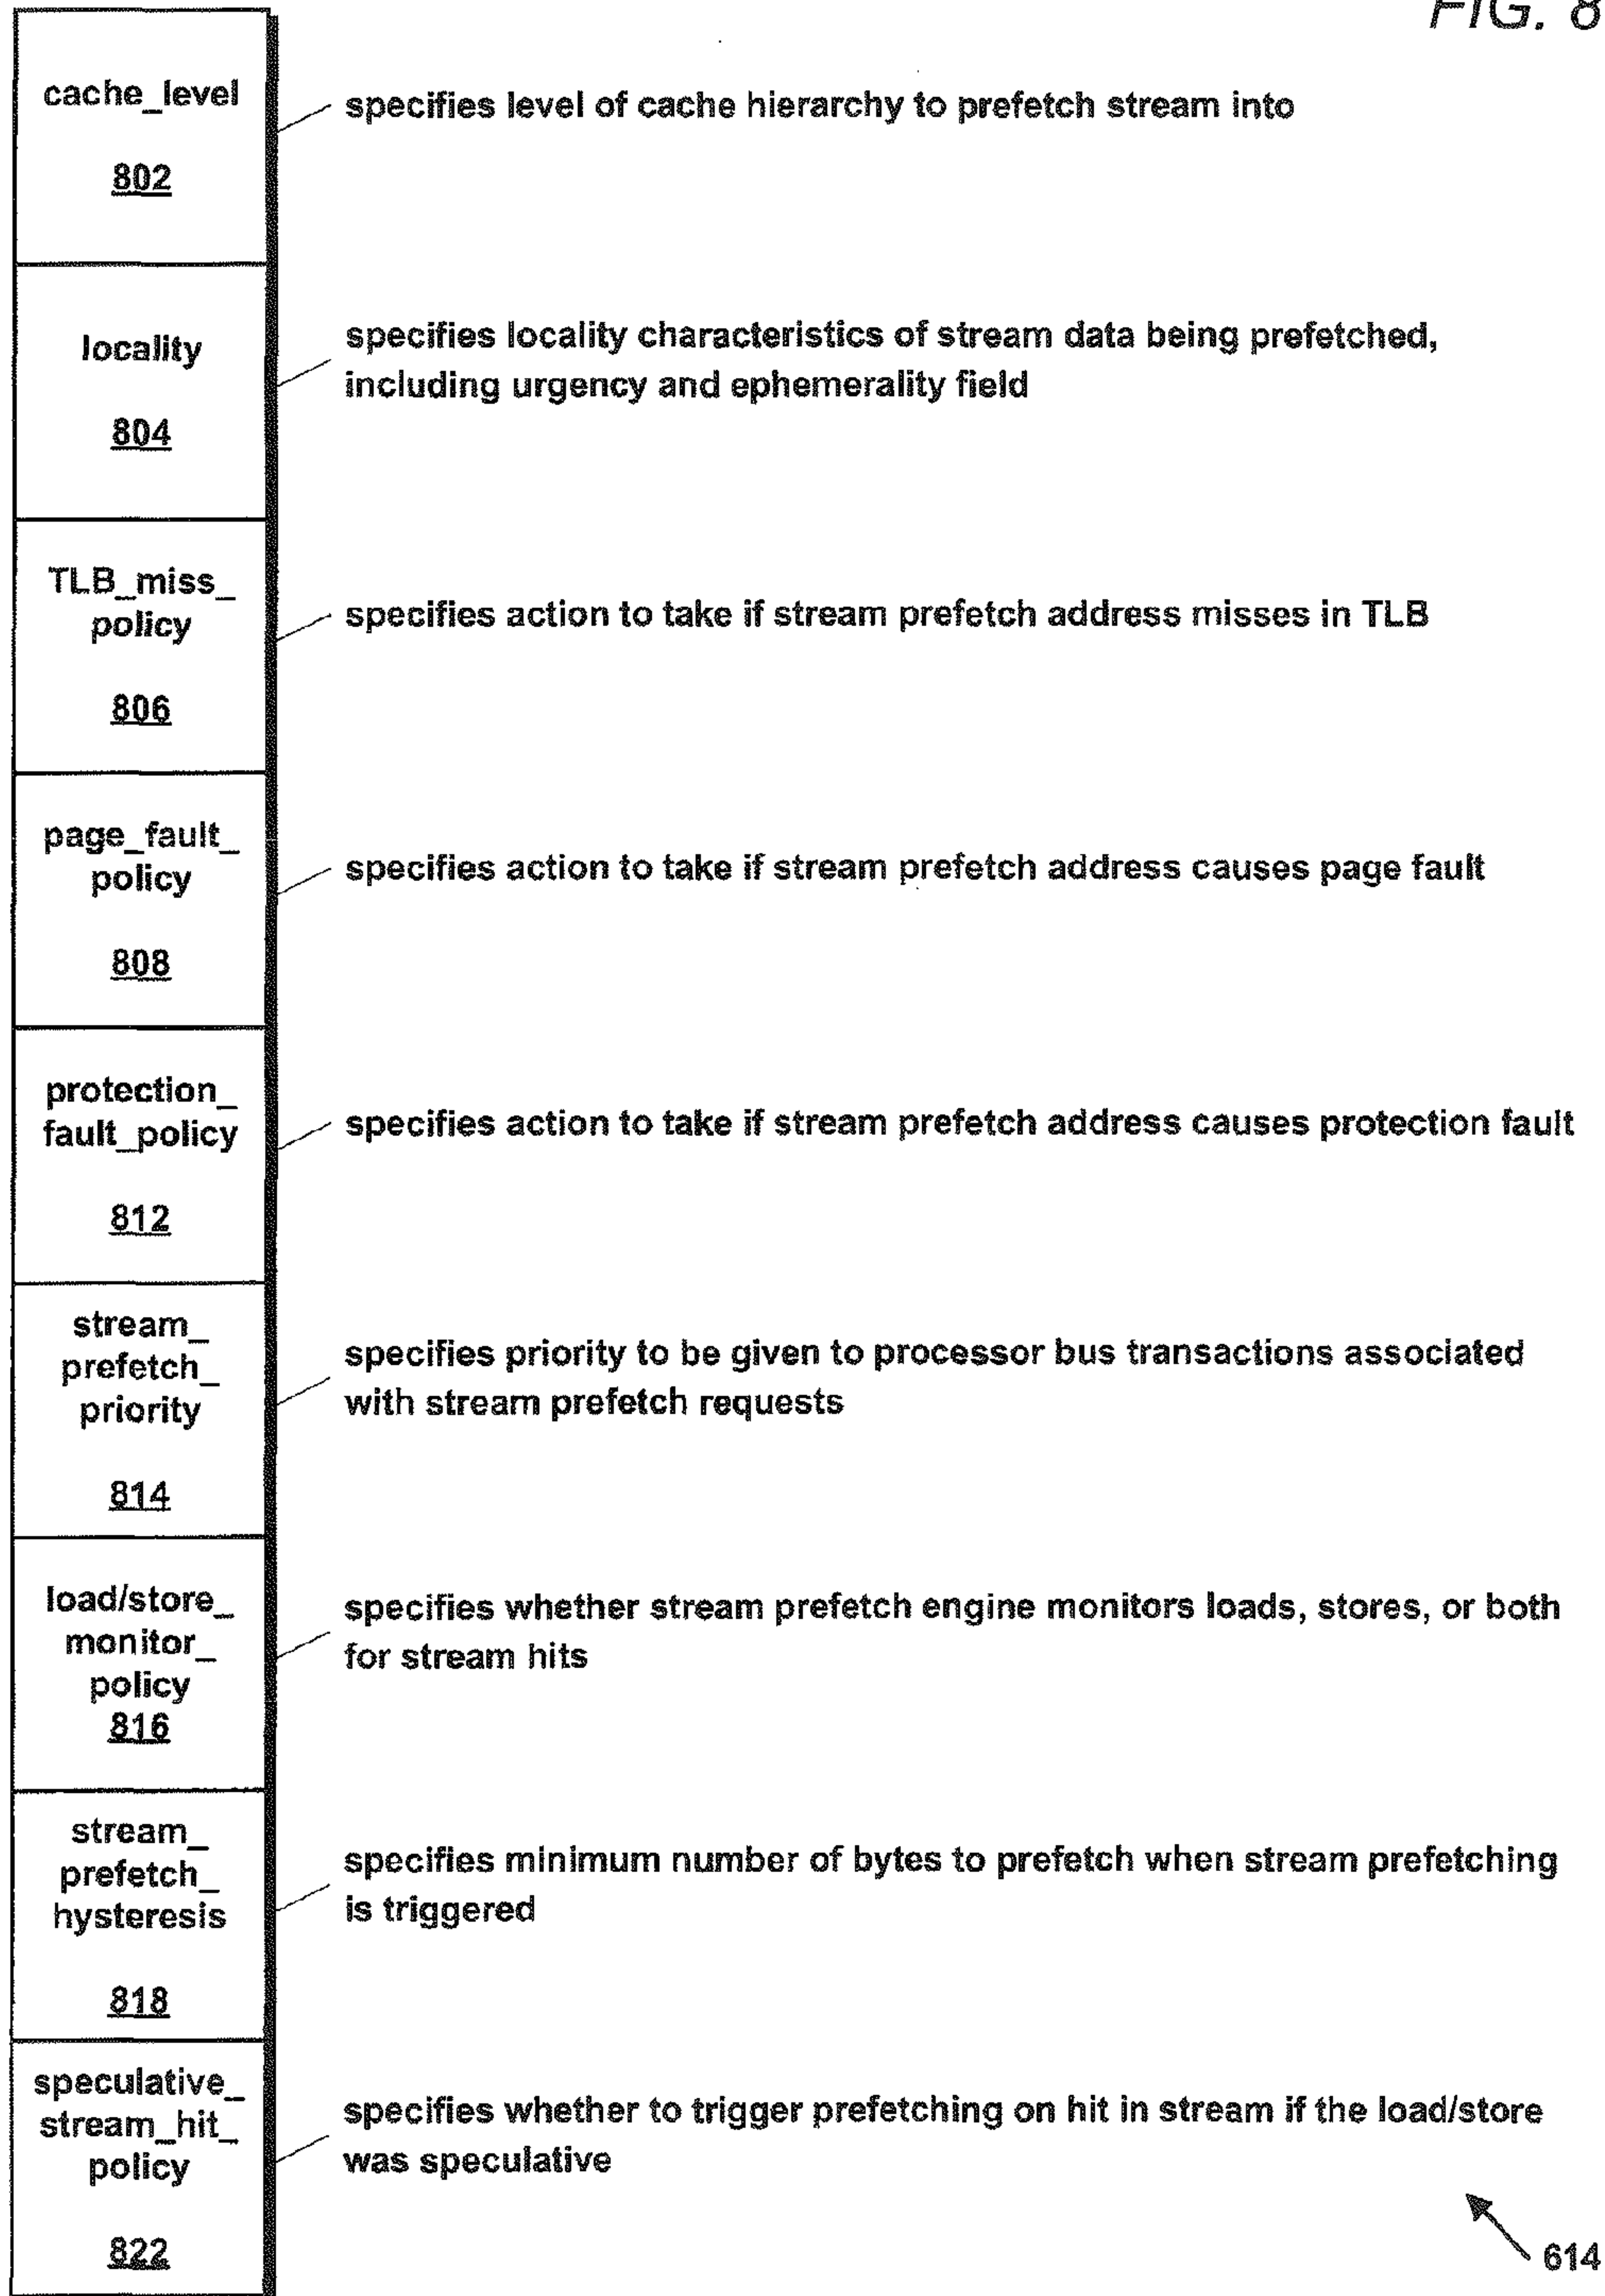 FIG. 8
cache_level
802
specifies level of cache hierarchy to prefetch stream into
locality
804
specifies locality characteristics of stream data being prefetched,
including urgency and ephemerality field
TLB_miss_
policy
806
specifies action to take if stream prefetch address misses in TLB
page_fault_
policy
808
specifies action to take if stream prefetch address causes page fault
protection_
fault_policy
812
specifies action to take if stream prefetch address causes protection fault
stream_
prefetch_
priority
814
specifies priority to be given to processor bus transactions associated
with stream prefetch requests
load/store_
monitor_
policy
816
specifies whether stream prefetch engine monitors loads, stores, or both
for stream hits
stream_
prefetch_
hysteresis
818
specifies minimum number of bytes to prefetch when stream prefetching
is triggered
speculative_
stream_hit_
policy
822
specifies whether to trigger prefetching on hit in stream if the load/store
was speculative
614